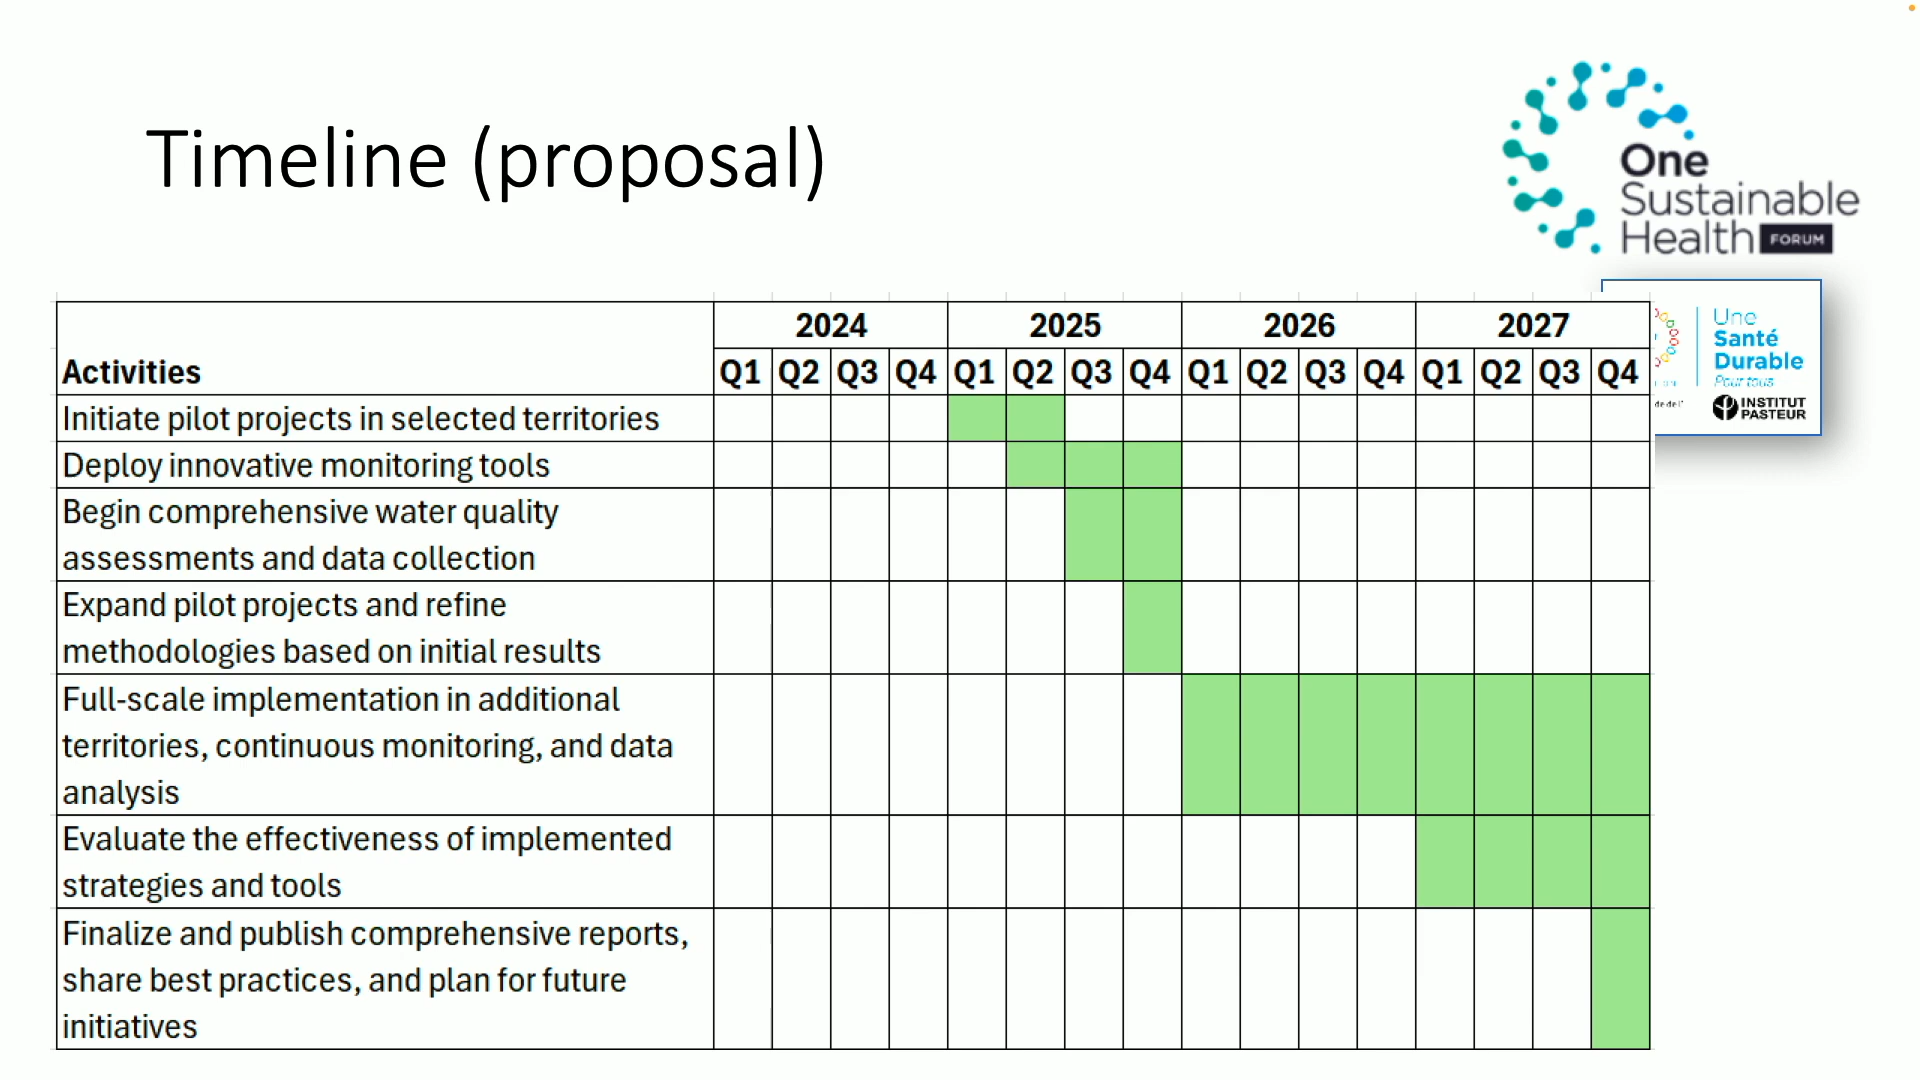 Timeline (proposal)
One
Sustainable
Health FORUM
2024 2025 2026 2027
Activities Q1 Q2 Q3 Q4 Q1 Q2 Q3 Q4 Q1 Q2 Q3 Q4 Q1 Q2 Q3 Q4
Initiate pilot projects in selected territories
Deploy innovative monitoring tools
Begin comprehensive water quality
assessments and data collection
Expand pilot projects and refine
methodologies based on initial results
Full-scale implementation in additional
territories, continuous monitoring, and data
analysis
Evaluate the effectiveness of implemented
strategies and tools
Finalize and publish comprehensive reports,
share best practices, and plan for future
initiatives
Une
Santé
Durable
Pour tous
INSTITUT
PASTEUR